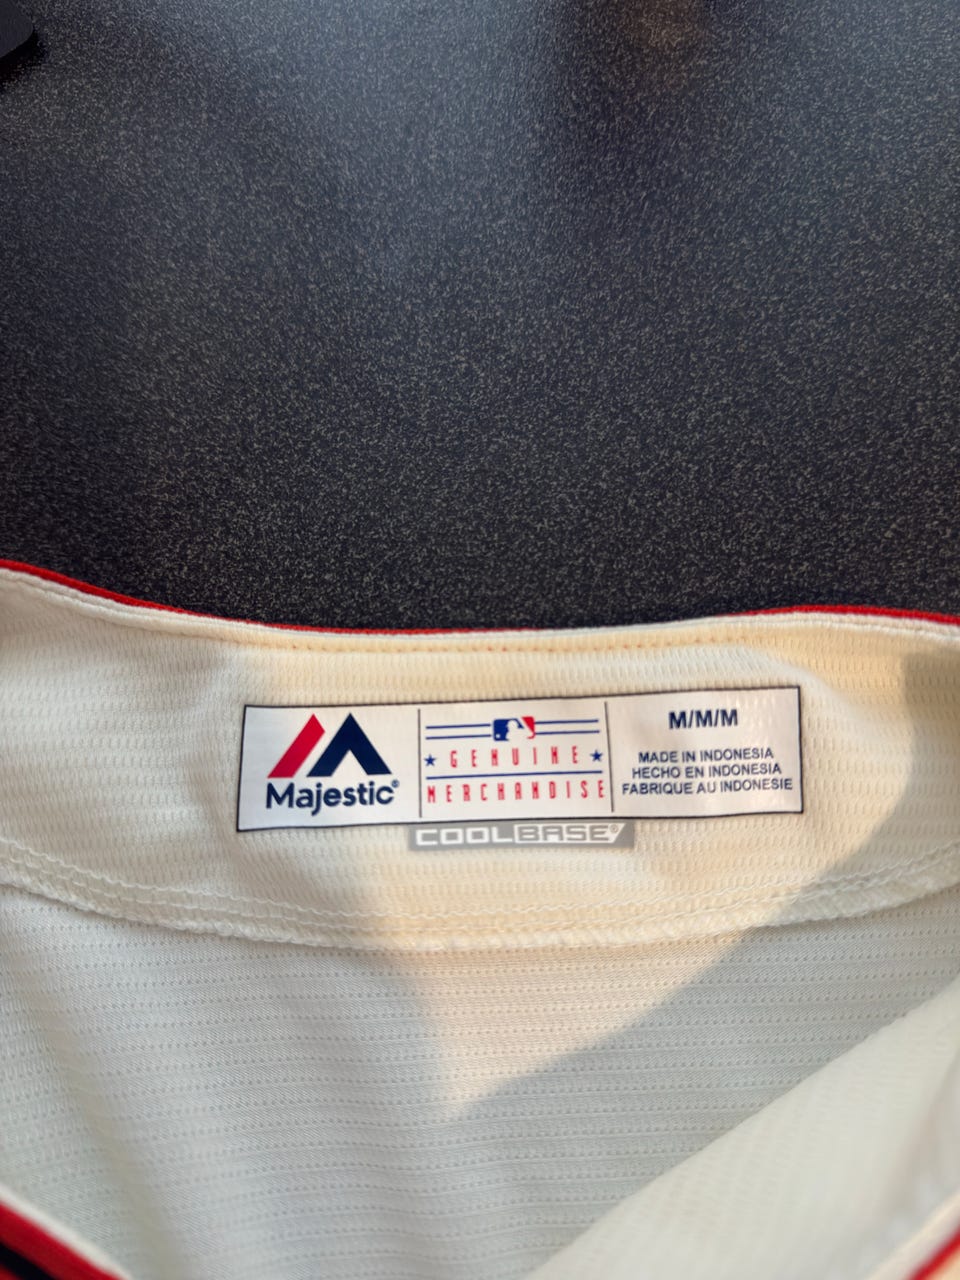 Majestic®
GENUINE
MERCHANDISE
M/M/M
MADE IN INDONESIA
HECHO EN INDONESIA
FABRIQUE AU INDONESIE
COOLBASE®